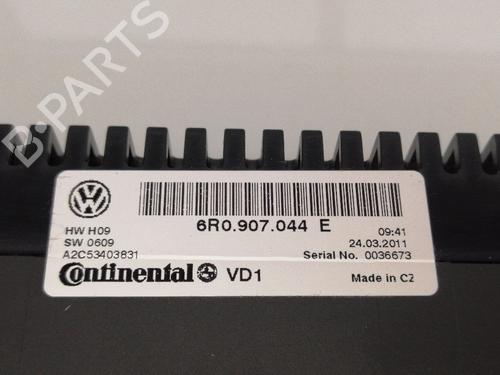 B-PARTS
6R0.907.044 E
HW H09
SW 0609
A2C53403831
09:41
24.03.2011
Serial No. 0036673
Continental VD1
Made in CZ